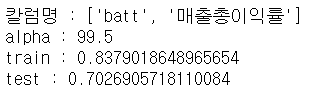 칼럼명 : ['batt', '매출총이익률']
alpha : 99.5
train : 0.8379018648965654
test : 0.7026905718110084